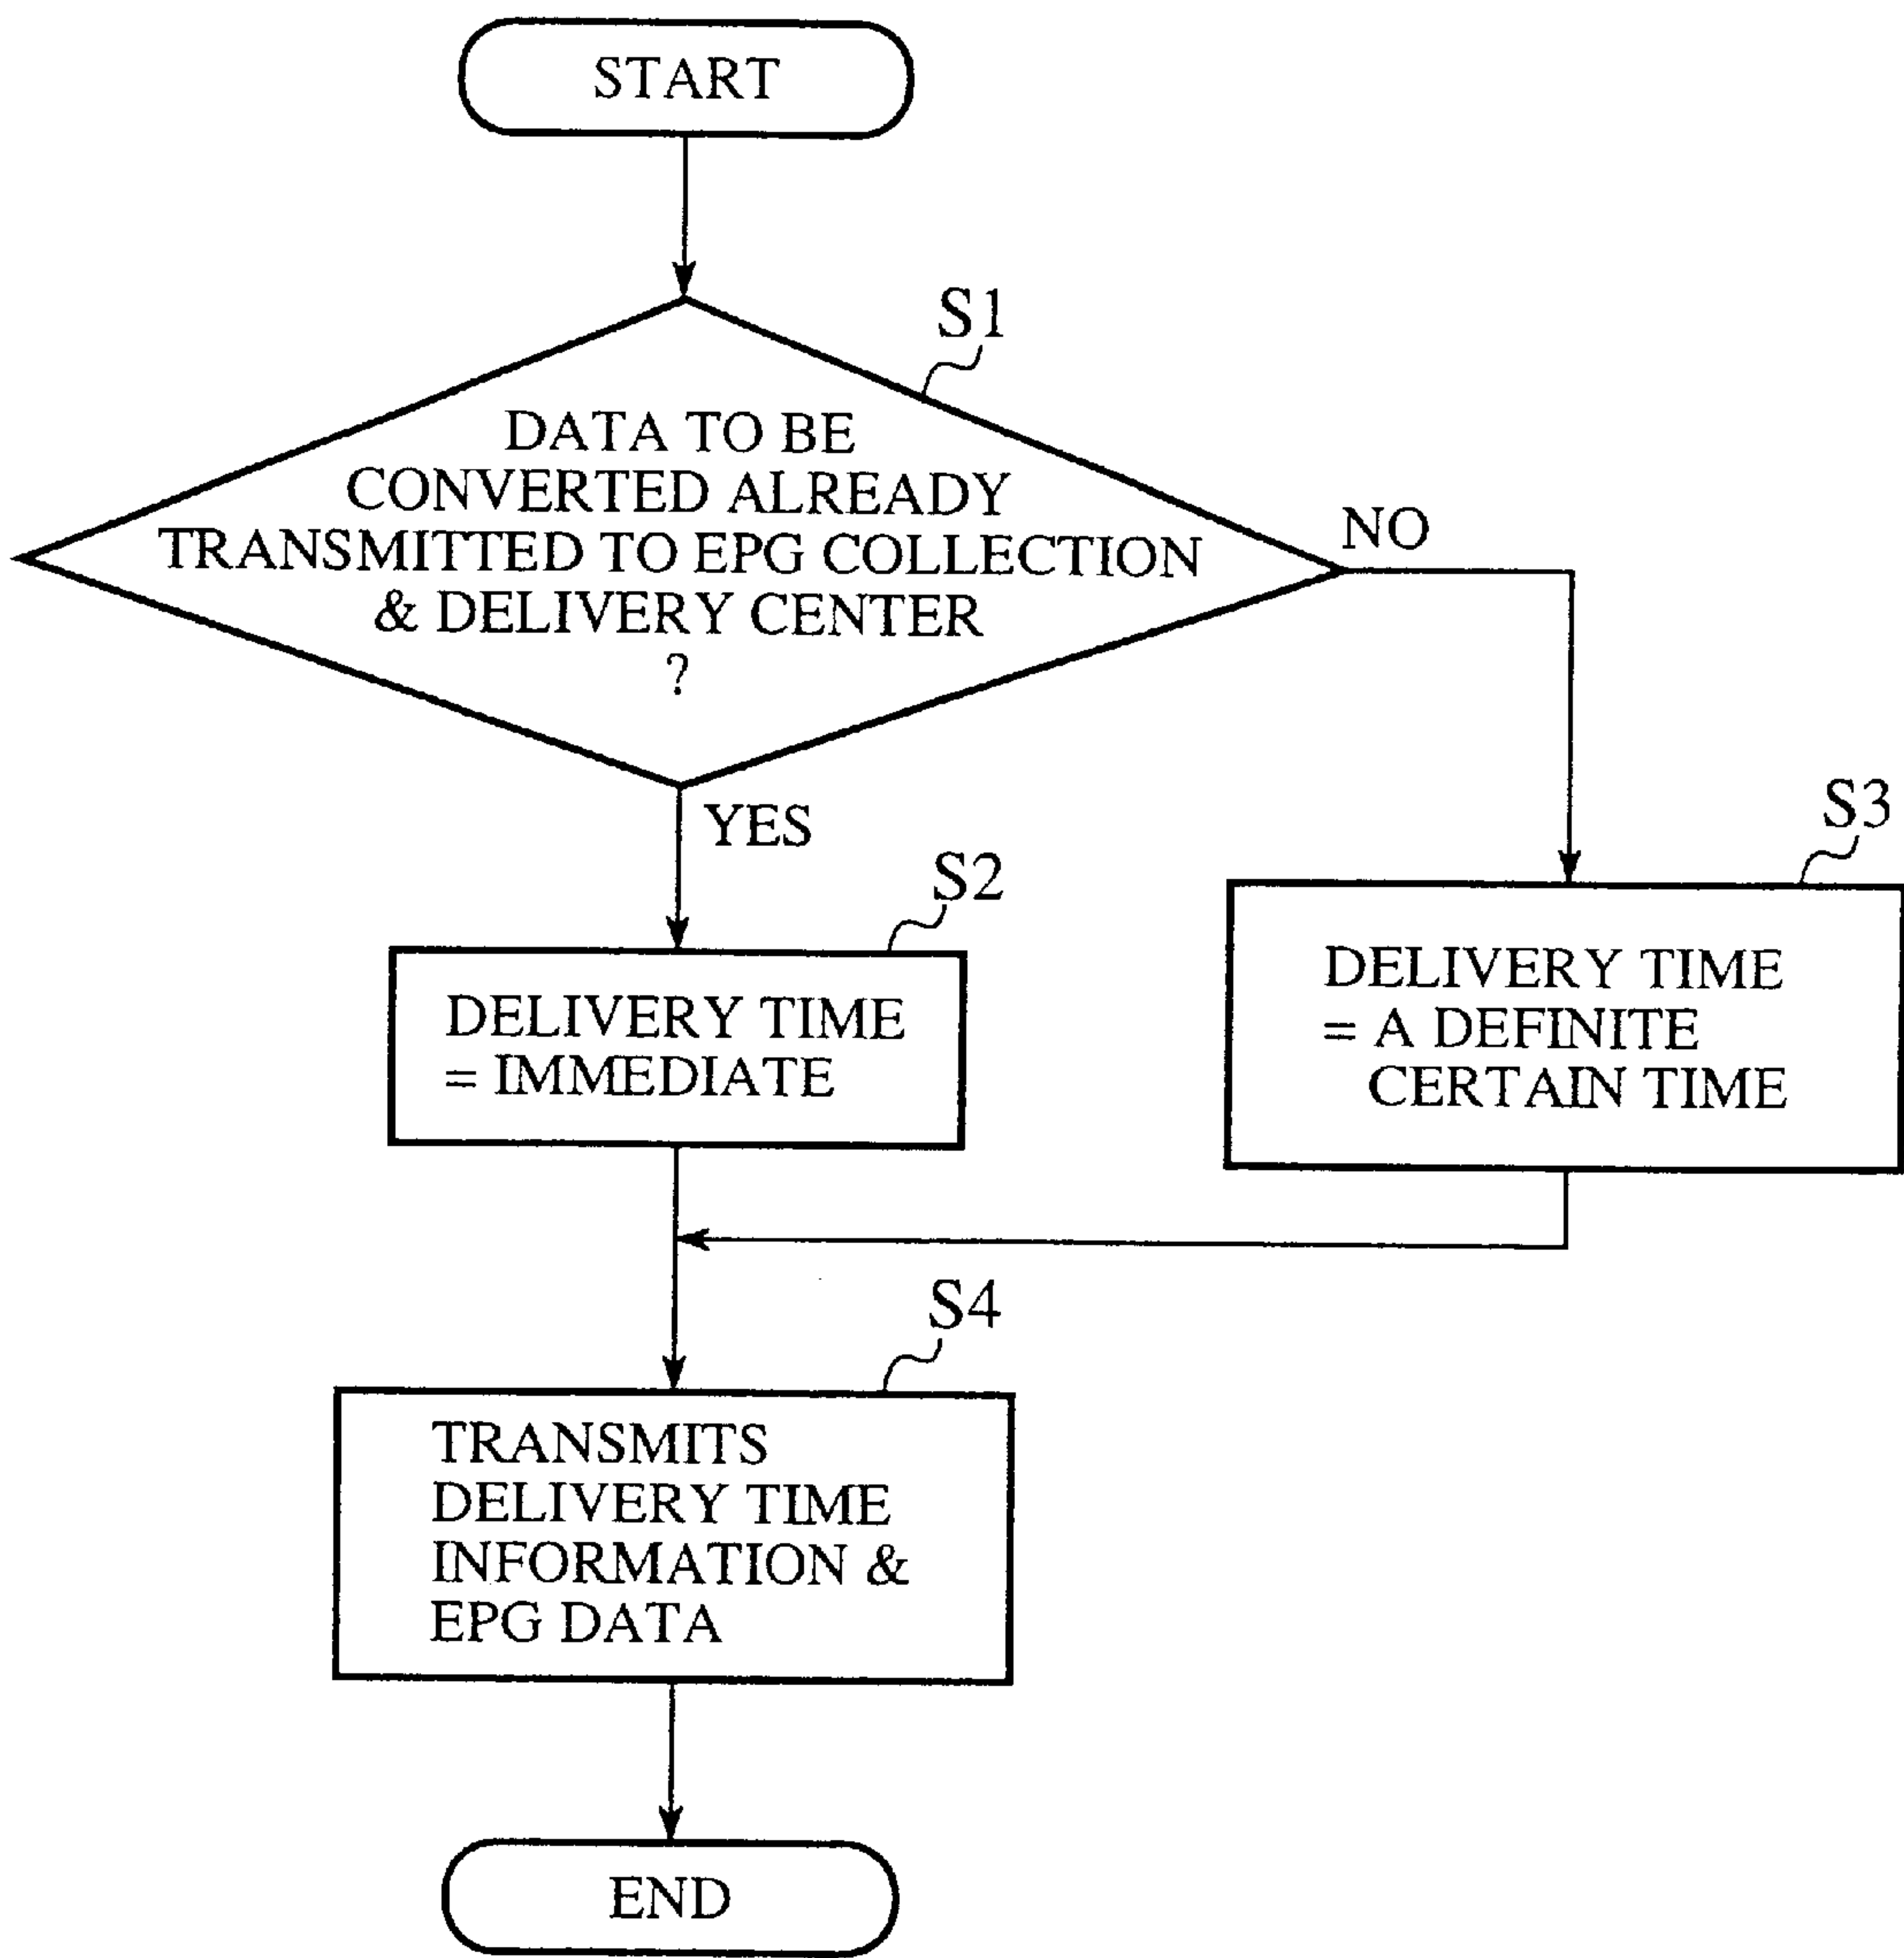 START
S1
DATA TO BE
CONVERTED ALREADY
TRANSMITTED TO EPG COLLECTION
& DELIVERY CENTER
?
NO
YES
S2
DELIVERY TIME
= IMMEDIATE
S3
DELIVERY TIME
= A DEFINITE
CERTAIN TIME
S4
TRANSMITS
DELIVERY TIME
INFORMATION &
EPG DATA
END